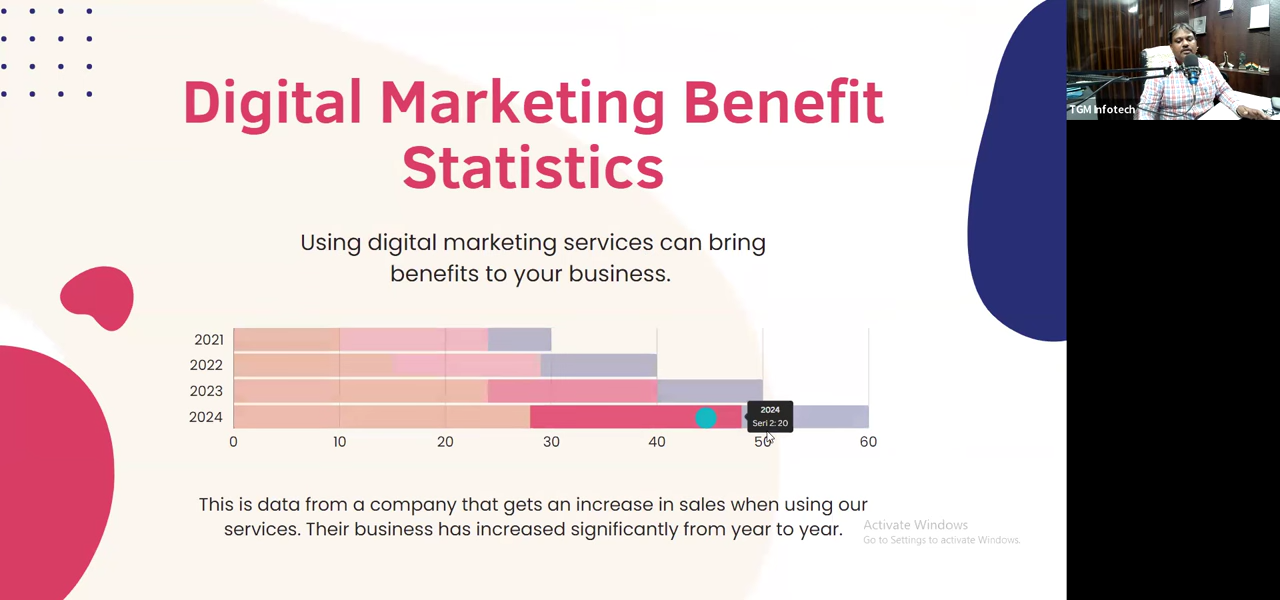 Digital Marketing Benefit
Statistics
TGM Infotech
Using digital marketing services can bring
benefits to your business.
2021
2022
2023
2024
2024
Seri 2: 20
0 10 20 30 40 50 60
This is data from a company that gets an increase in sales when using our
services. Their business has increased significantly from year to year.
Activate Windows
Go to Settings to activate Windows.